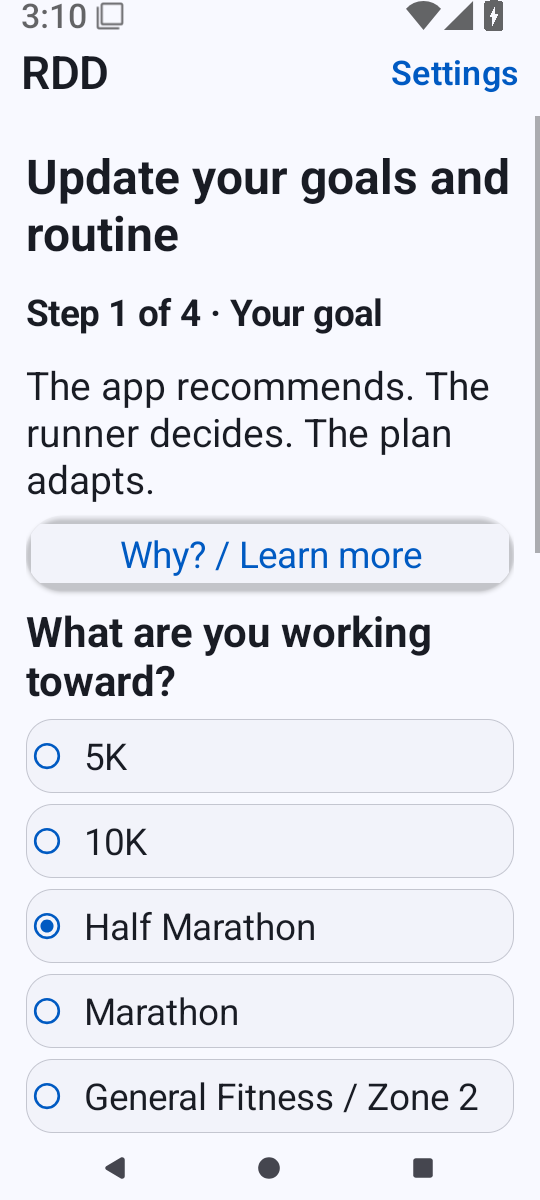 3:10
RDD
Settings
Update your goals and
routine
Step 1 of 4 · Your goal
The app recommends. The
runner decides. The plan
adapts.
Why? / Learn more
What are you working
toward?
5K
10K
Half Marathon
Marathon
General Fitness / Zone 2